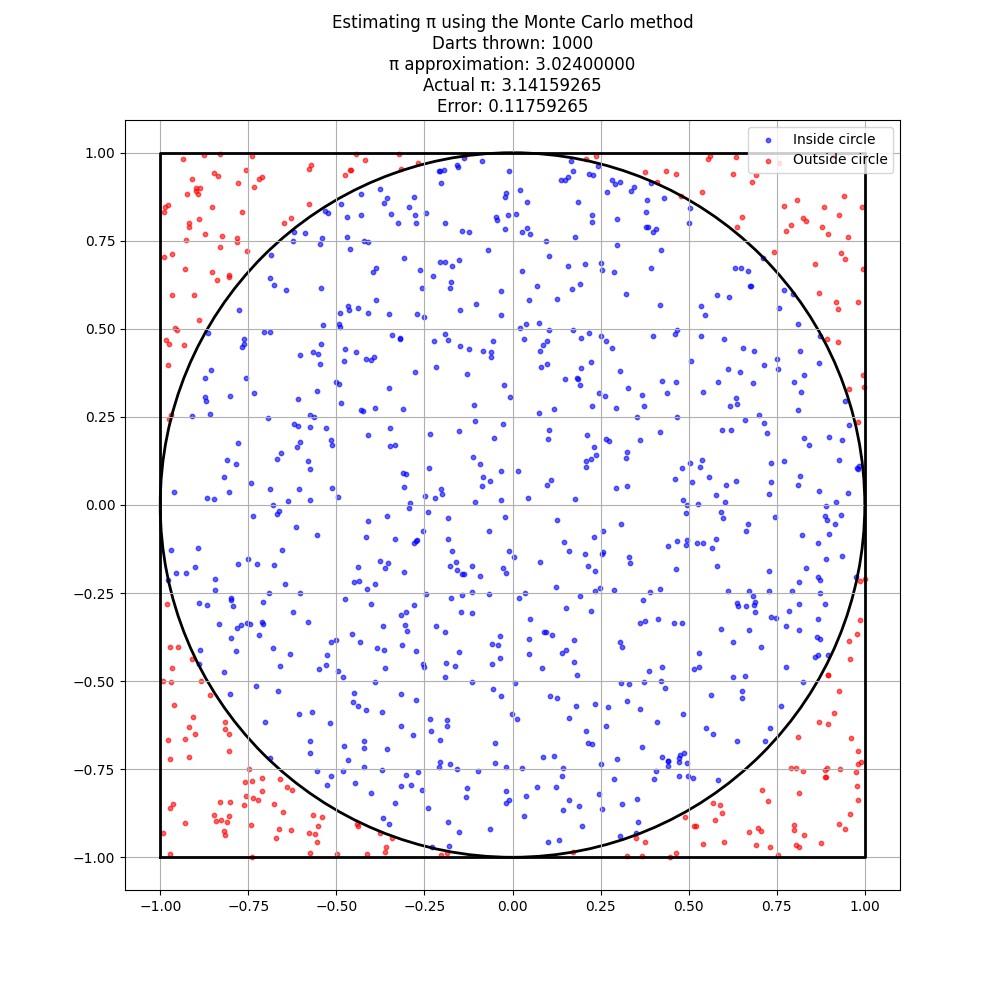 Estimating π using the Monte Carlo method
Darts thrown: 1000
π approximation: 3.02400000
Actual π: 3.14159265
Error: 0.11759265
Inside circle
Outside circle
1.00
0.75
0.50
0.25
0.00
−0.25
−0.50
−0.75
−1.00
−1.00 −0.75 −0.50 −0.25 0.00 0.25 0.50 0.75 1.00